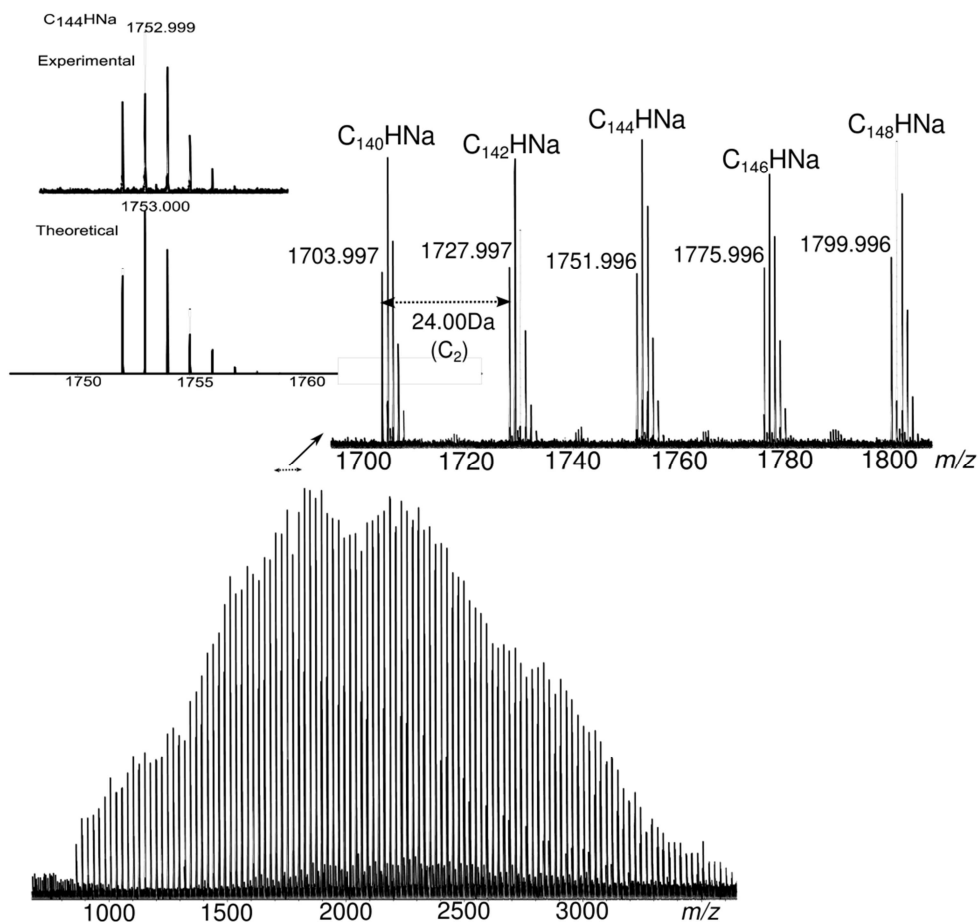 C₁₄₄HNa
1752.999
Experimental
1753.000
Theoretical
1750 1755 1760
C₁₄₀HNa
C₁₄₂HNa
C₁₄₄HNa
C₁₄₆HNa
C₁₄₈HNa
1703.997
1727.997
1751.996
1775.996
1799.996
24.00Da
(C₂)
1700 1720 1740 1760 1780 1800 m/z
1000 1500 2000 2500 3000 m/z